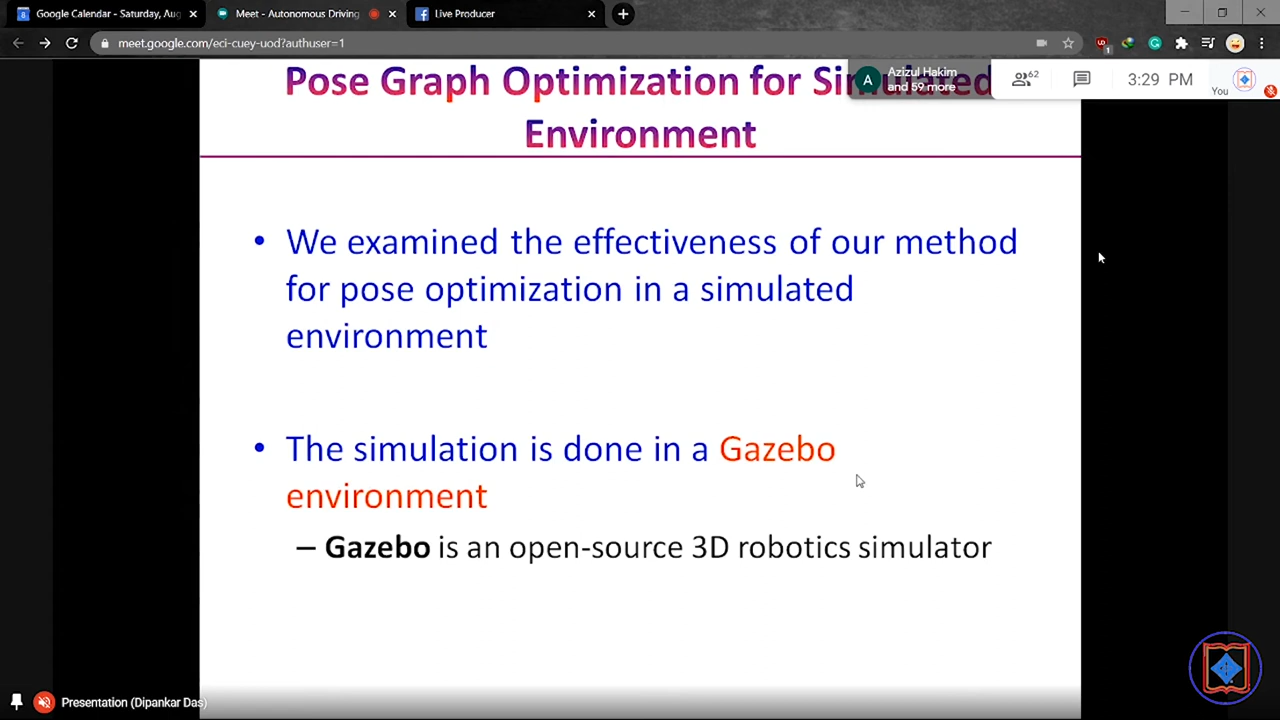 Google Calendar - Saturday, Aug
Meet - Autonomous Driving
Live Producer
meet.google.com/eci-cuey-uod?authuser=1
Pose Graph Optimization for Simulated
Environment
A
Azizul Hakim
and 59 more
62
3:29 PM
You
• We examined the effectiveness of our method
for pose optimization in a simulated
environment
• The simulation is done in a Gazebo
environment
– Gazebo is an open-source 3D robotics simulator
Presentation (Dipankar Das)